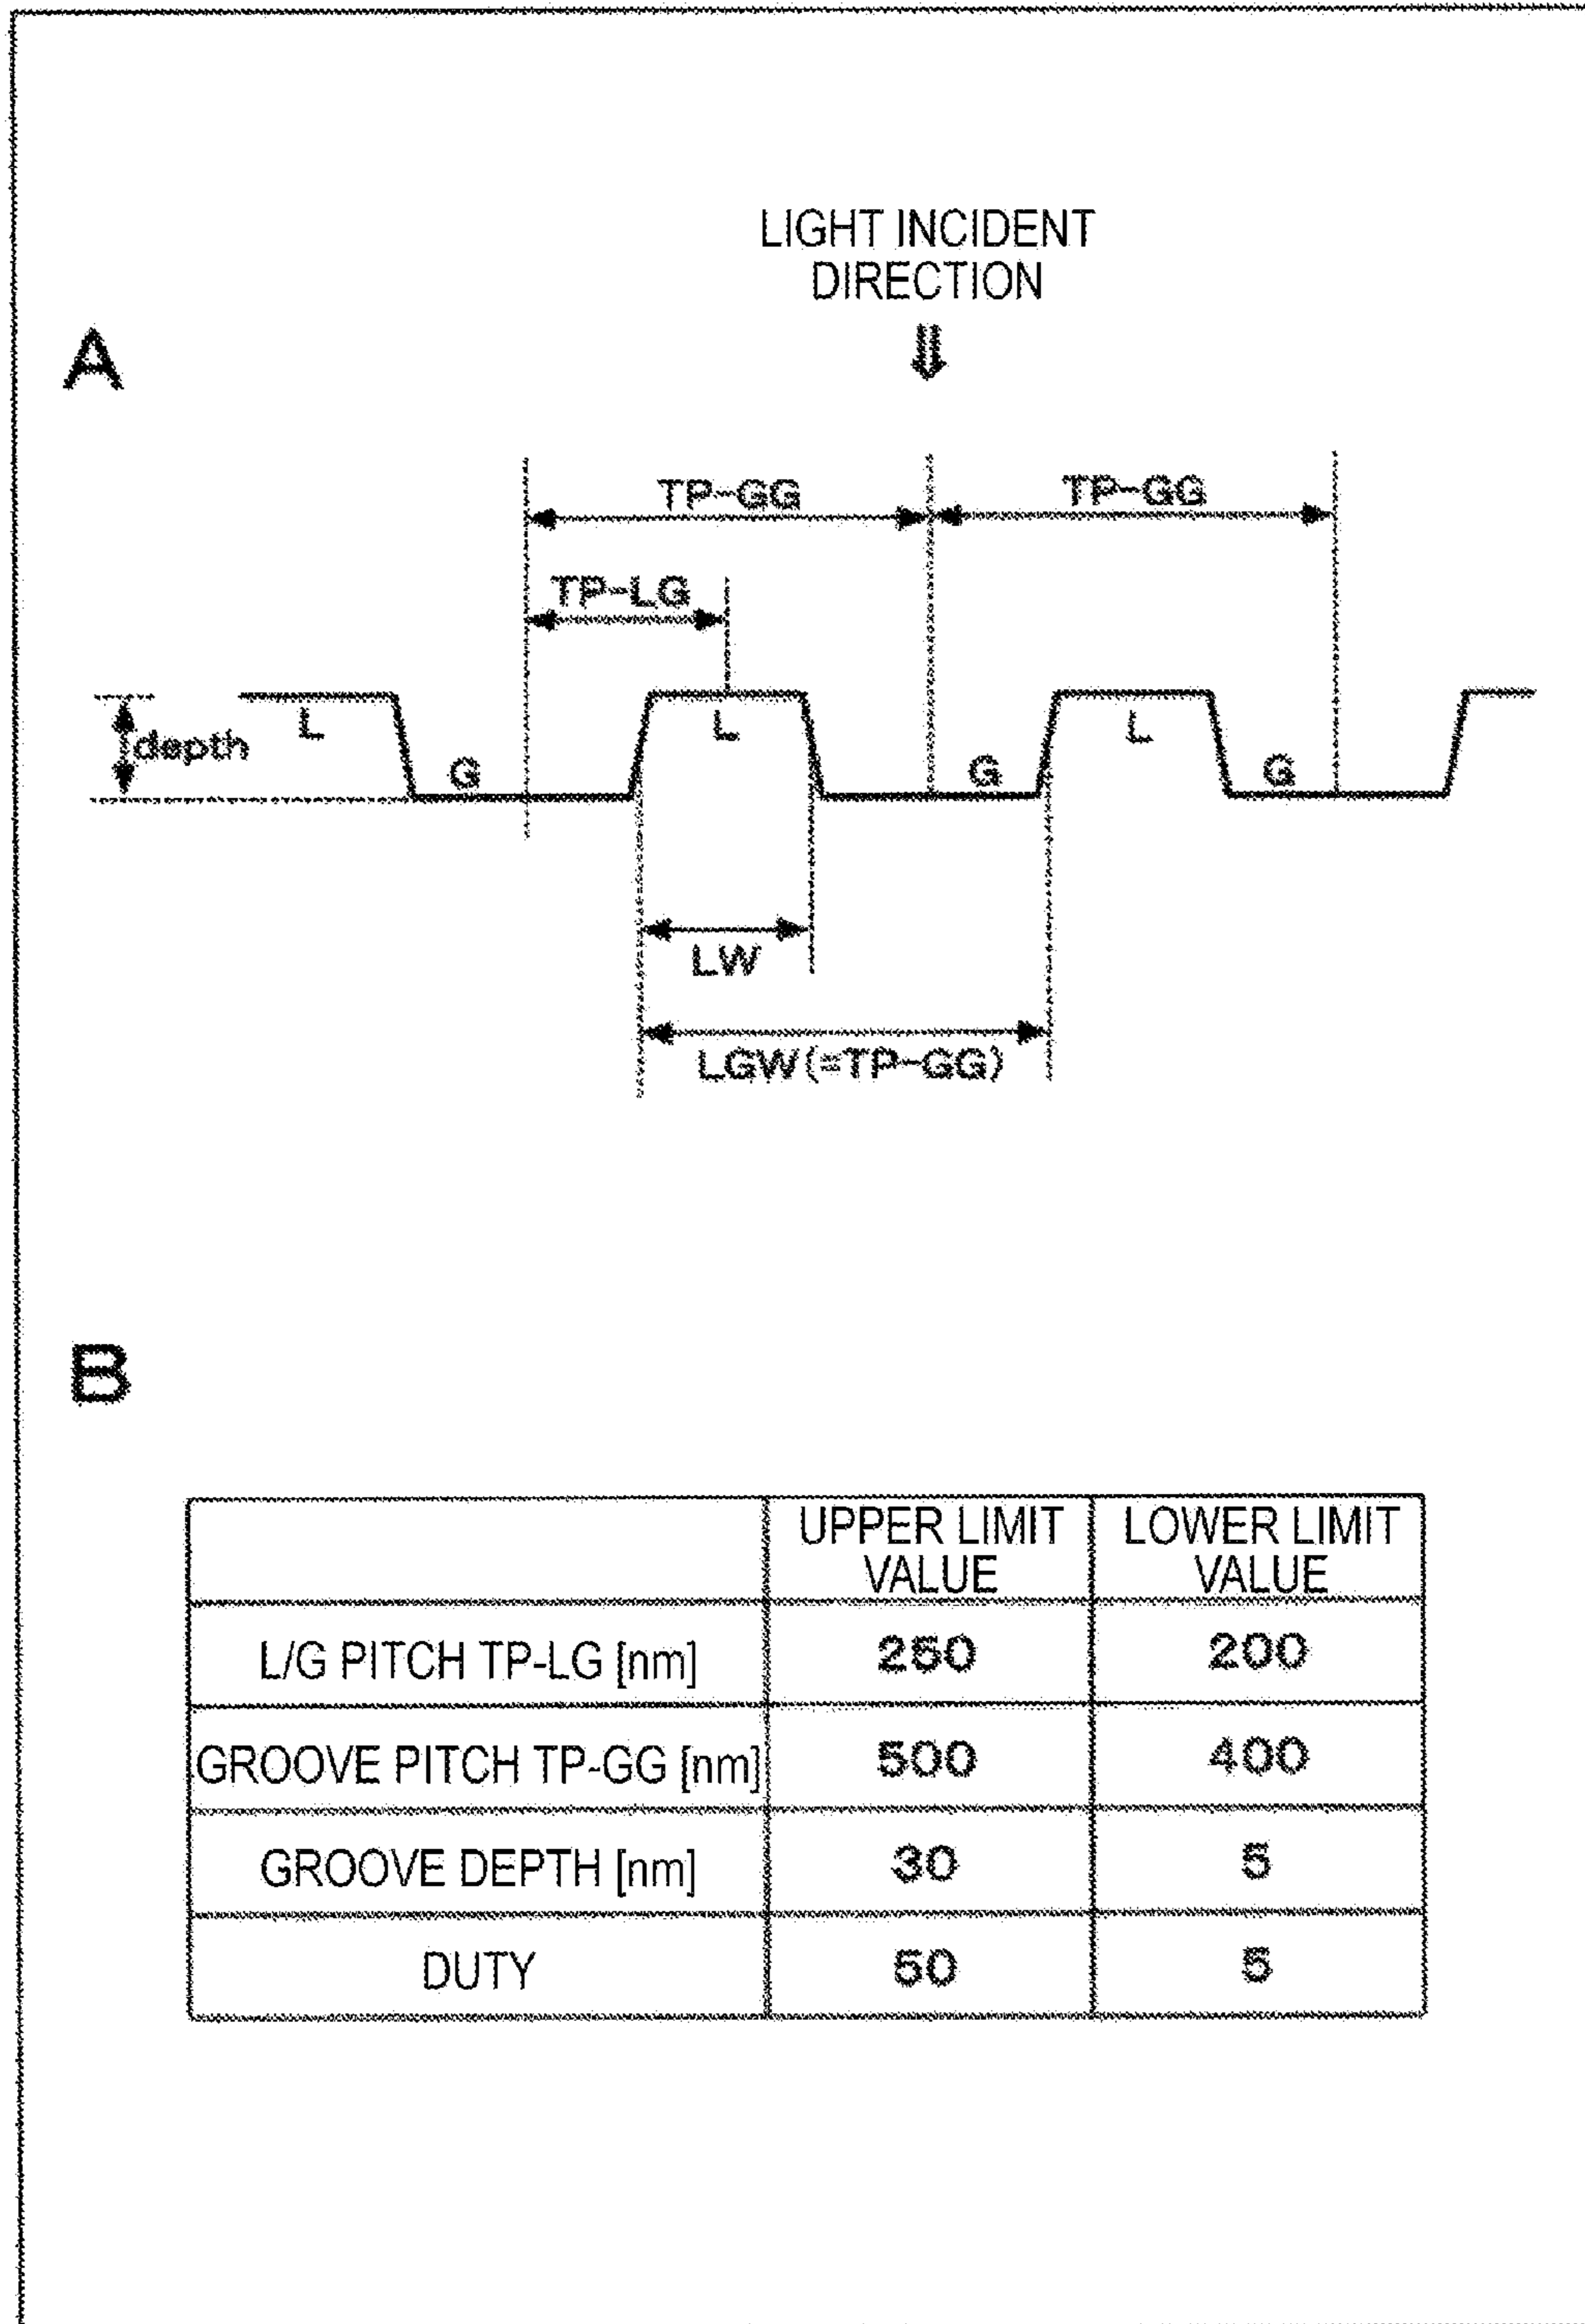 LIGHT INCIDENT
DIRECTION
A
TP-GG TP-GG
TP-LG
L L L
depth
G G G
LW
LGW(=TP-GG)
B
UPPER LIMIT VALUE LOWER LIMIT VALUE
L/G PITCH TP-LG [nm] 250 200
GROOVE PITCH TP-GG [nm] 500 400
GROOVE DEPTH [nm] 30 5
DUTY 50 5